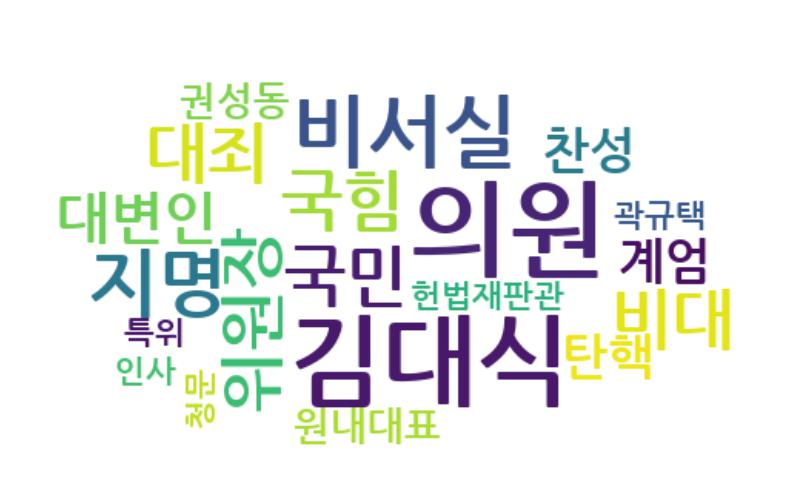 권성동
비서실
대죄
찬성
국힘
의원
대변인
곽규택
지명
위원장
국민
계엄
헌법재판관
비대
특위
김대식
탄핵
인사
청문
원내대표